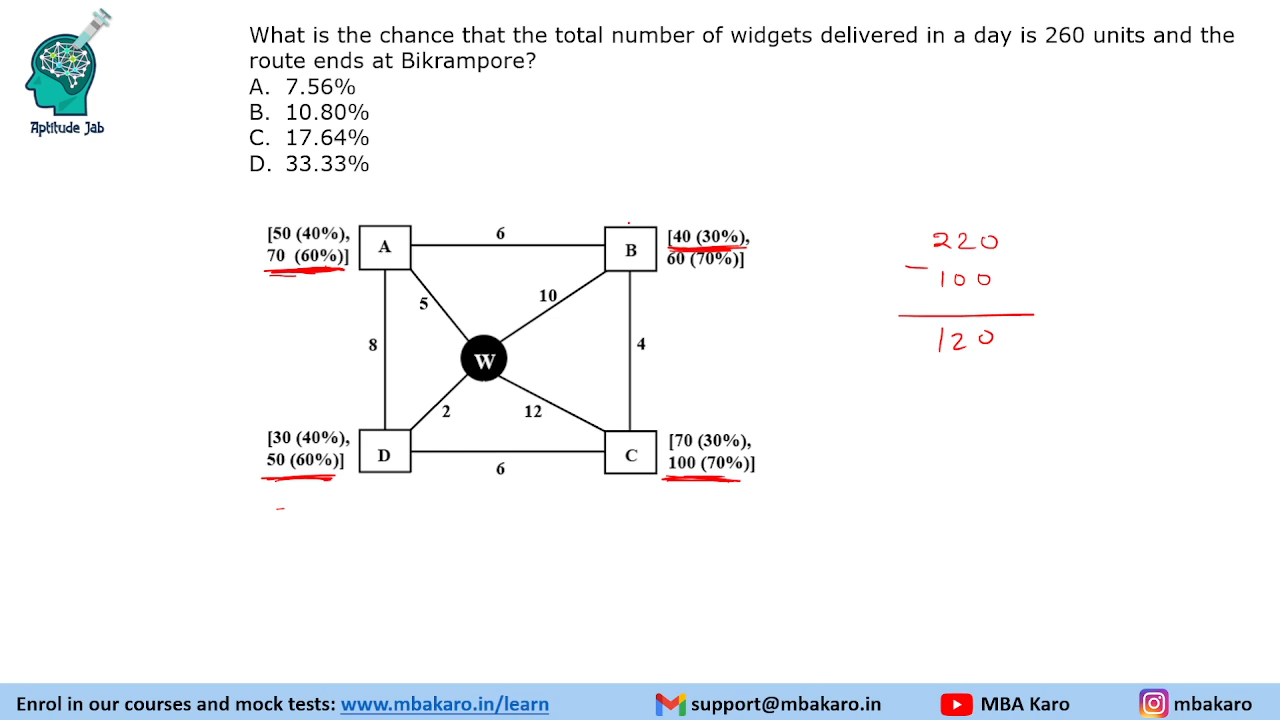 What is the chance that the total number of widgets delivered in a day is 260 units and the
route ends at Bikrampore?
A. 7.56%
B. 10.80%
C. 17.64%
D. 33.33%
Aptitude Jab
[50 (40%),
70 (60%)]
A
6
B
[40 (30%),
60 (70%)]
5
10
8
W
4
2
12
[30 (40%),
50 (60%)]
D
6
C
[70 (30%),
100 (70%)]
220
- 100
120
Enrol in our courses and mock tests: www.mbakaro.in/learn
support@mbakaro.in
MBA Karo
mbakaro